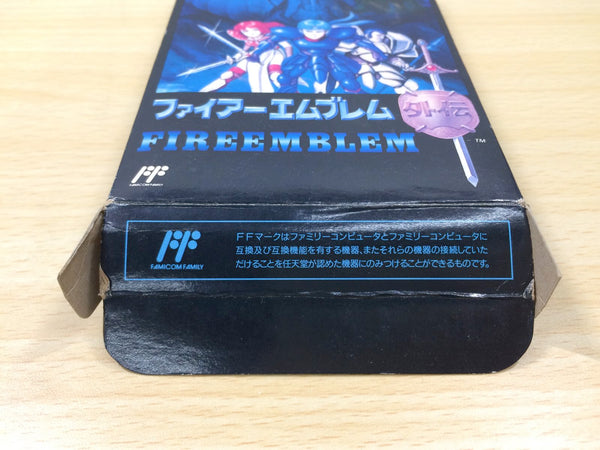 ファイアーエムブレム 外伝
FIREEMBLEM ™
FF
FAMICOM FAMILY
FF
FAMICOM FAMILY
FFマークはファミリーコンピュータとファミリーコンピュータに
互換及び互換機能を有する機器、またそれらの機器の接続していた
だけることを任天堂が認めた機器にのみつけることができるものです。